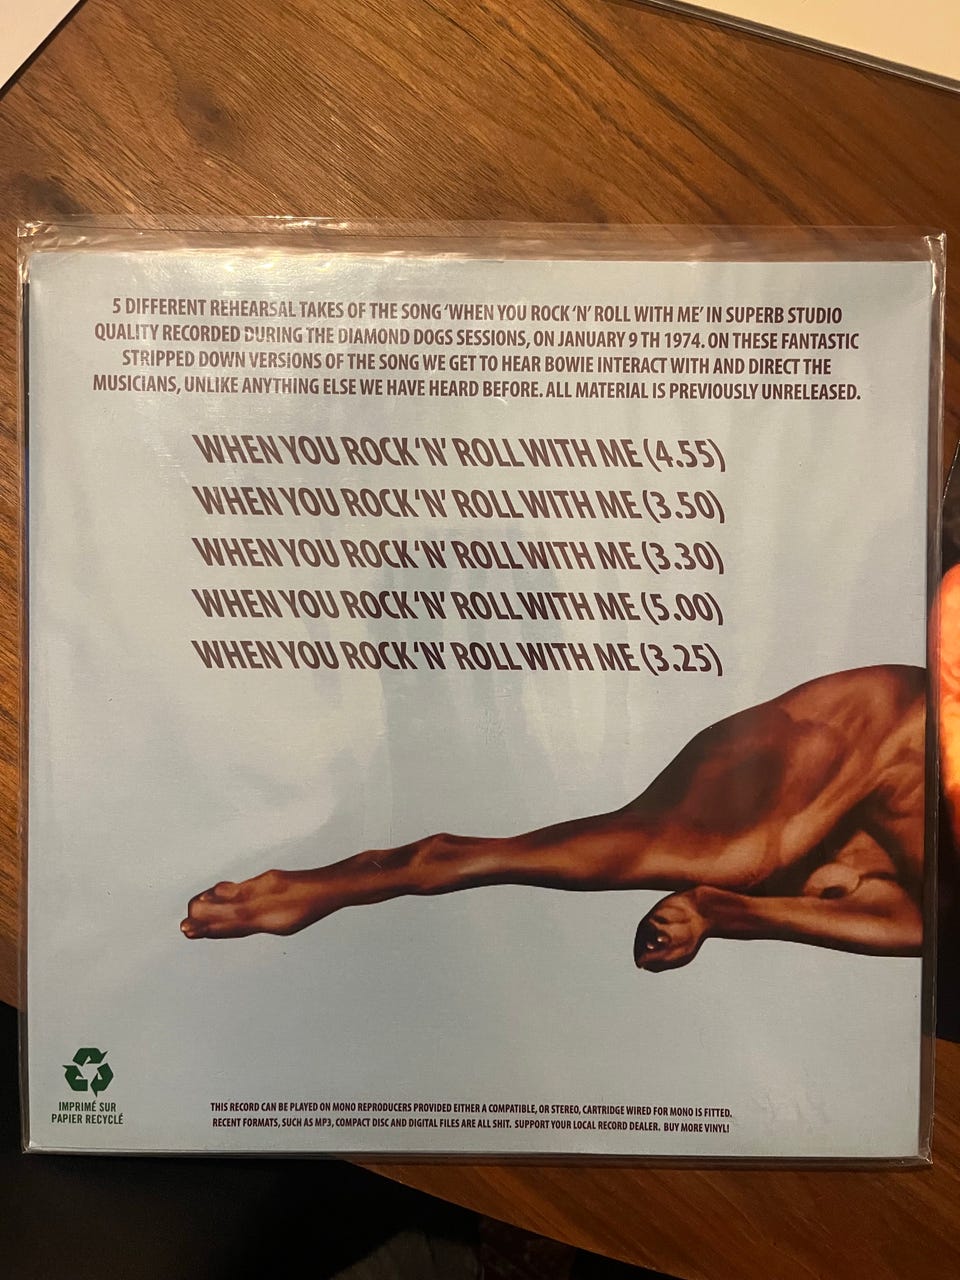 5 DIFFERENT REHEARSAL TAKES OF THE SONG 'WHEN YOU ROCK 'N' ROLL WITH ME' IN SUPERB STUDIO
QUALITY RECORDED DURING THE DIAMOND DOGS SESSIONS, ON JANUARY 9 TH 1974. ON THESE FANTASTIC
STRIPPED DOWN VERSIONS OF THE SONG WE GET TO HEAR BOWIE INTERACT WITH AND DIRECT THE
MUSICIANS, UNLIKE ANYTHING ELSE WE HAVE HEARD BEFORE. ALL MATERIAL IS PREVIOUSLY UNRELEASED.
WHEN YOU ROCK 'N' ROLL WITH ME (4.55)
WHEN YOU ROCK 'N' ROLL WITH ME (3.50)
WHEN YOU ROCK 'N' ROLL WITH ME (3.30)
WHEN YOU ROCK 'N' ROLL WITH ME (5.00)
WHEN YOU ROCK 'N' ROLL WITH ME (3.25)
IMPRIMÉ SUR
PAPIER RECYCLÉ
THIS RECORD CAN BE PLAYED ON MONO REPRODUCERS PROVIDED EITHER A COMPATIBLE, OR STEREO, CARTRIDGE WIRED FOR MONO IS FITTED.
RECENT FORMATS, SUCH AS MP3, COMPACT DISC AND DIGITAL FILES ARE ALL SHIT. SUPPORT YOUR LOCAL RECORD DEALER. BUY MORE VINYL!